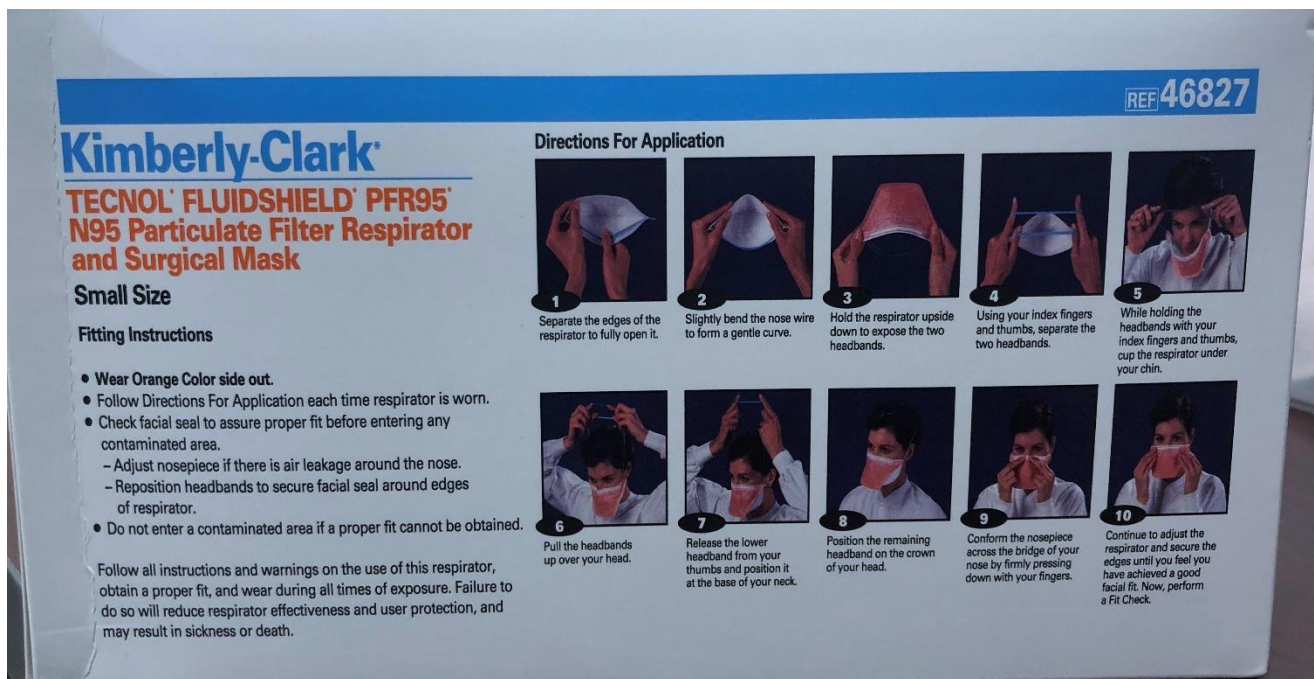 REF 46827
Kimberly-Clark*
TECNOL* FLUIDSHIELD* PFR95*
N95 Particulate Filter Respirator
and Surgical Mask
Small Size
Fitting Instructions
• Wear Orange Color side out.
• Follow Directions For Application each time respirator is worn.
• Check facial seal to assure proper fit before entering any
contaminated area.
– Adjust nosepiece if there is air leakage around the nose.
– Reposition headbands to secure facial seal around edges
of respirator.
• Do not enter a contaminated area if a proper fit cannot be obtained.
Follow all instructions and warnings on the use of this respirator,
obtain a proper fit, and wear during all times of exposure. Failure to
do so will reduce respirator effectiveness and user protection, and
may result in sickness or death.
Directions For Application
1
Separate the edges of the
respirator to fully open it.
2
Slightly bend the nose wire
to form a gentle curve.
3
Hold the respirator upside
down to expose the two
headbands.
4
Using your index fingers
and thumbs, separate the
two headbands.
5
While holding the
headbands with your
index fingers and thumbs,
cup the respirator under
your chin.
6
Pull the headbands
up over your head.
7
Release the lower
headband from your
thumbs and position it
at the base of your neck.
8
Position the remaining
headband on the crown
of your head.
9
Conform the nosepiece
across the bridge of your
nose by firmly pressing
down with your fingers.
10
Continue to adjust the
respirator and secure the
edges until you feel you
have achieved a good
facial fit. Now, perform
a Fit Check.